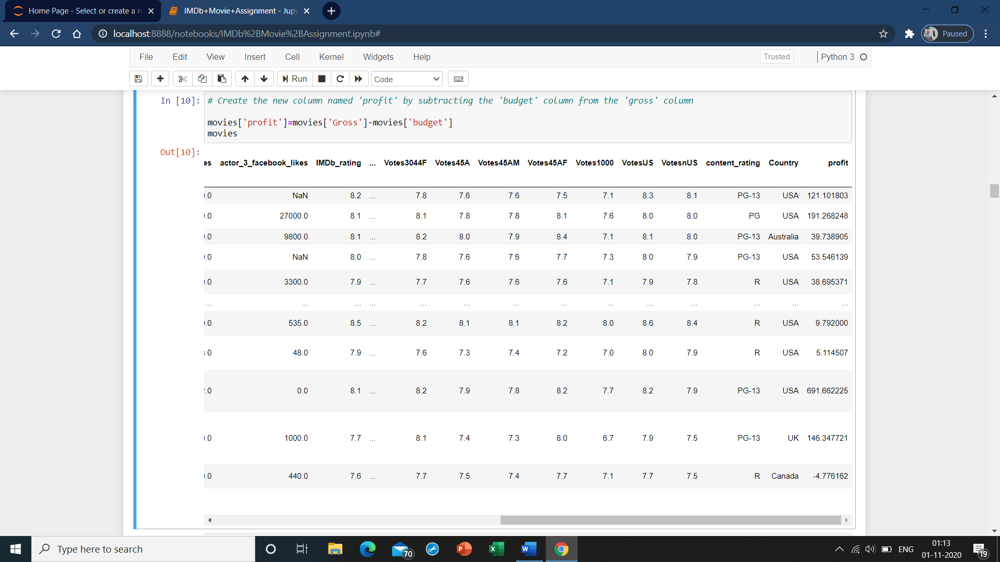 Home Page - Select or create a n
IMDb+Movie+Assignment - Jupy
localhost:8888/notebooks/IMDb%2BMovie%2BAssignment.ipynb#
Paused
File Edit View Insert Cell Kernel Widgets Help
Trusted
Python 3
Run
Code
In [10]: # Create the new column named 'profit' by subtracting the 'budget' column from the 'gross' column
movies['profit']=movies['Gross']-movies['budget']
movies
Out[10]:
es actor_3_facebook_likes IMDb_rating ... Votes3044F Votes45A Votes45AM Votes45AF Votes1000 VotesUS VotesnUS content_rating Country profit
.0 NaN 8.2 ... 7.8 7.6 7.6 7.5 7.1 8.3 8.1 PG-13 USA 121.101803
.0 27000.0 8.1 ... 8.1 7.8 7.8 8.1 7.6 8.0 8.0 PG USA 191.268248
.0 9800.0 8.1 ... 8.2 8.0 7.9 8.4 7.1 8.1 8.0 PG-13 Australia 39.738905
.0 NaN 8.0 ... 7.8 7.6 7.6 7.7 7.3 8.0 7.9 PG-13 USA 53.546139
.0 3300.0 7.9 ... 7.7 7.6 7.6 7.6 7.1 7.9 7.8 R USA 38.695371
... ... ... ... ... ... ... ... ... ... ... ... ... ...
.0 535.0 8.5 ... 8.2 8.1 8.1 8.2 8.0 8.6 8.4 R USA 9.792000
.0 48.0 7.9 ... 7.6 7.3 7.4 7.2 7.0 8.0 7.9 R USA 5.114507
.0 0.0 8.1 ... 8.2 7.9 7.8 8.2 7.7 8.2 7.9 PG-13 USA 691.662225
.0 1000.0 7.7 ... 8.1 7.4 7.3 8.0 6.7 7.9 7.5 PG-13 UK 146.347721
.0 440.0 7.6 ... 7.7 7.5 7.4 7.7 7.1 7.7 7.5 R Canada -4.776162
Type here to search
70
ENG
01:13
01-11-2020
19